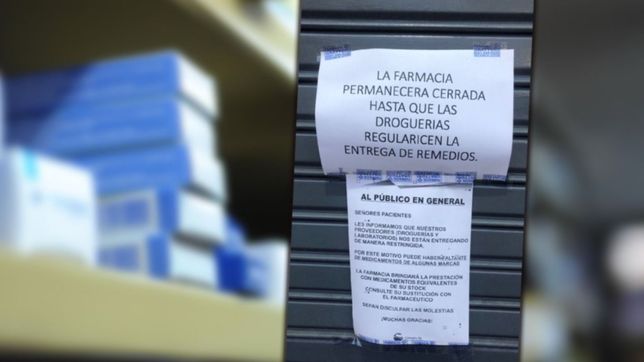 LA FARMACIA
PERMANECERA CERRADA
HASTA QUE LAS
DROGUERIAS
REGULARICEN LA
ENTREGA DE REMEDIOS.
AL PÚBLICO EN GENERAL
SEÑORES PACIENTES
LES INFORMAMOS QUE NUESTROS
PROVEEDORES (DROGUERÍAS Y
LABORATORIOS) NOS ESTÁN ENTREGANDO
DE MANERA RESTRINGIDA.
POR ESTE MOTIVO PUEDE HABER FALTANTE
DE MEDICAMENTOS DE ALGUNAS MARCAS
LA FARMACIA BRINDARÁ LA PRESTACIÓN
CON MEDICAMENTOS EQUIVALENTES
DE SU STOCK
CONSULTE SU SUSTITUCIÓN CON
EL FARMACEUTICO
SEPAN DISCULPAR LAS MOLESTIAS
¡MUCHAS GRACIAS!